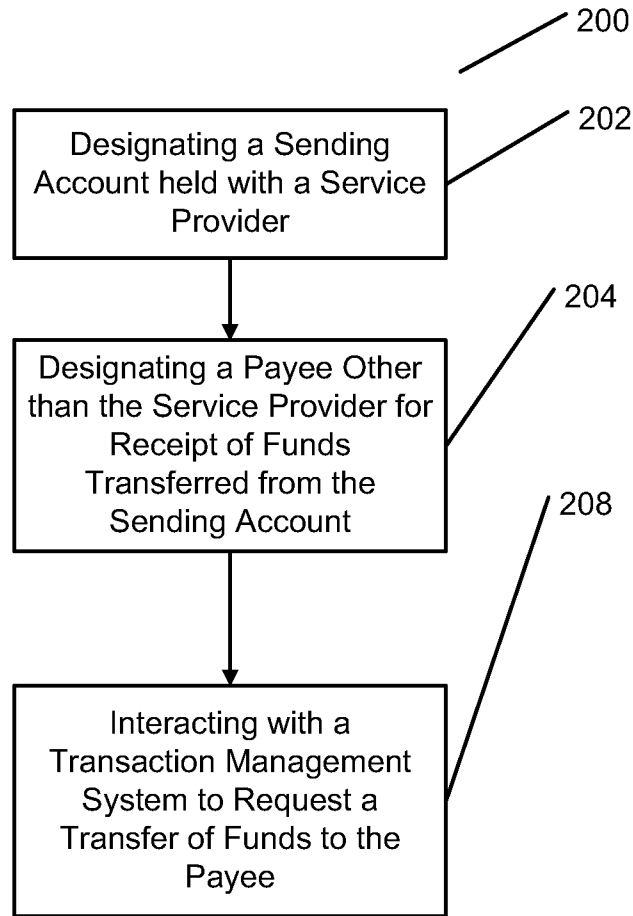 200
202
Designating a Sending
Account held with a Service
Provider
204
Designating a Payee Other
than the Service Provider for
Receipt of Funds
Transferred from the
Sending Account
208
Interacting with a
Transaction Management
System to Request a
Transfer of Funds to the
Payee